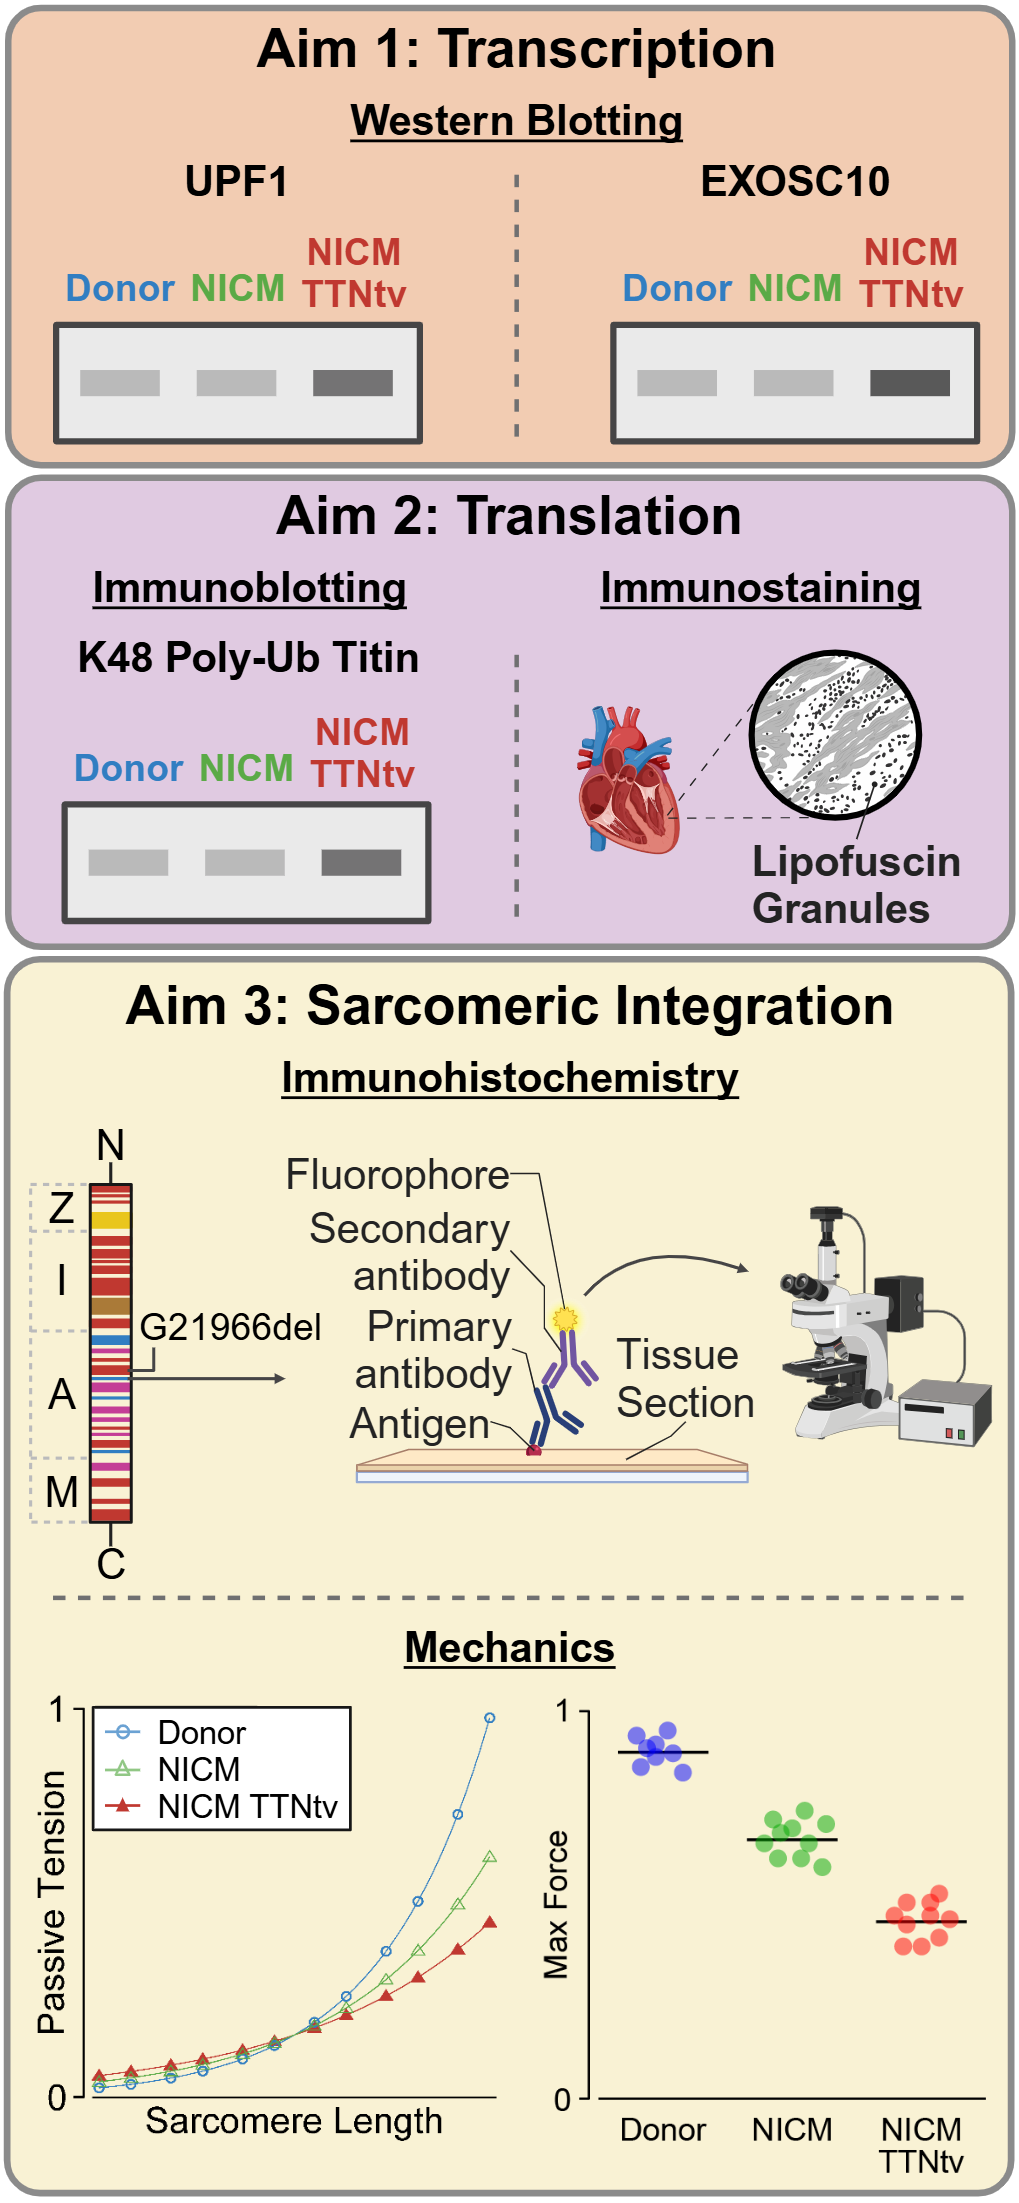 Aim 1: Transcription
Western Blotting
UPF1
Donor NICM NICM
TTNtv
EXOSC10
Donor NICM NICM
TTNtv
Aim 2: Translation
Immunoblotting
K48 Poly-Ub Titin
Donor NICM NICM
TTNtv
Immunostaining
Lipofuscin
Granules
Aim 3: Sarcomeric Integration
Immunohistochemistry
N
Z
I
A
M
C
G21966del
Fluorophore
Secondary
antibody
Primary
antibody
Antigen
Tissue
Section
Mechanics
1
Donor
NICM
NICM TTNtv
Passive Tension
0
Sarcomere Length
1
Max Force
0
Donor
NICM
NICM
TTNtv